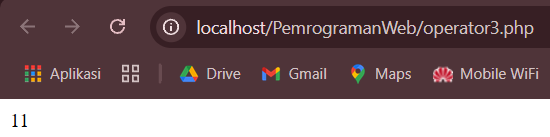 localhost/PemrogramanWeb/operator3.php
Aplikasi Drive Gmail Maps Mobile WiFi
11